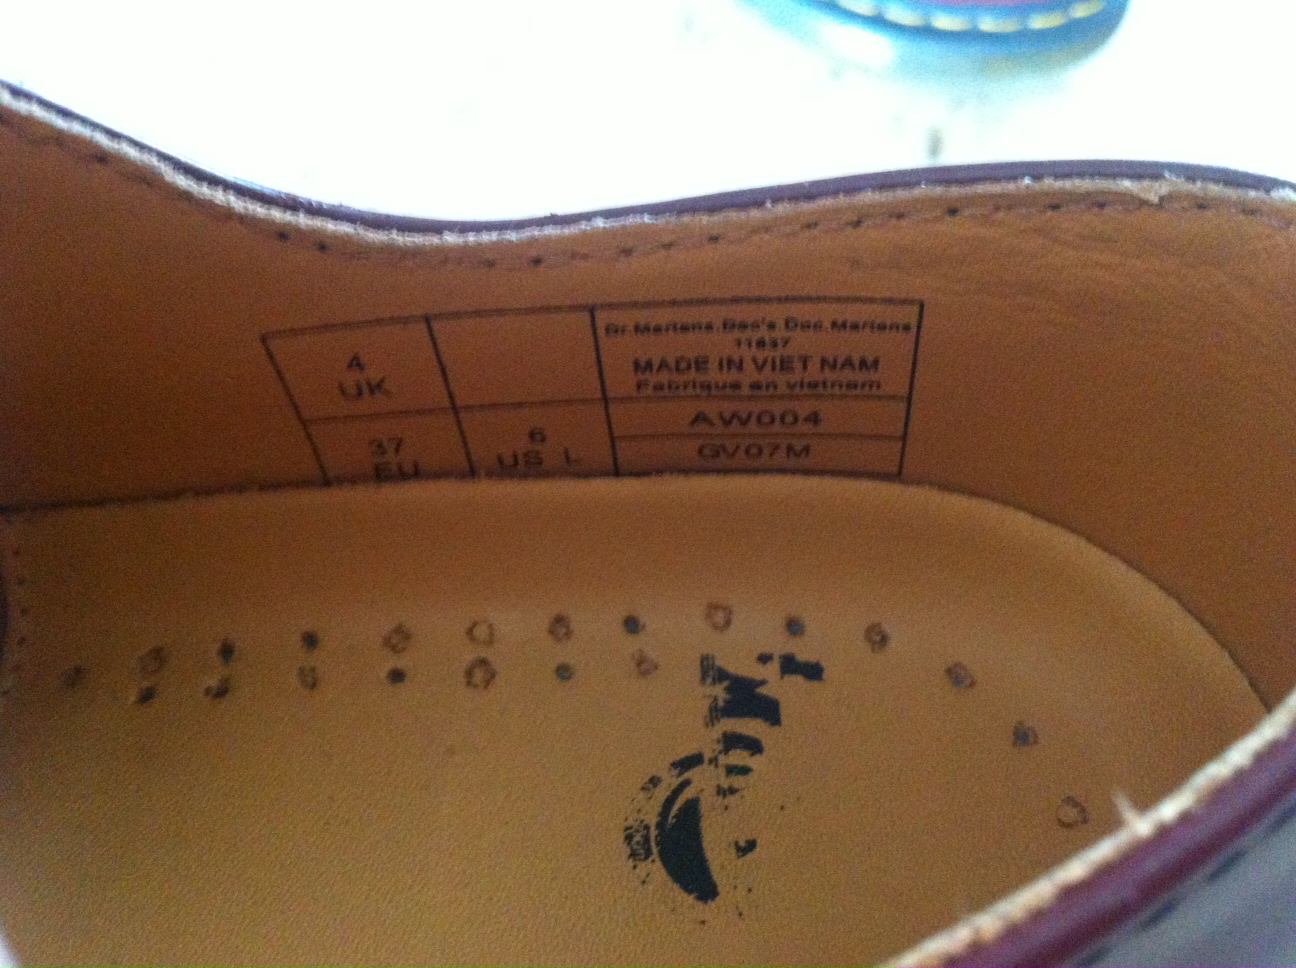 4
UK
37
EU
6
US L
Dr.Martens.Doc's.Doc.Martens
11837
MADE IN VIET NAM
Fabrique en vietnam
AW004
GV07M